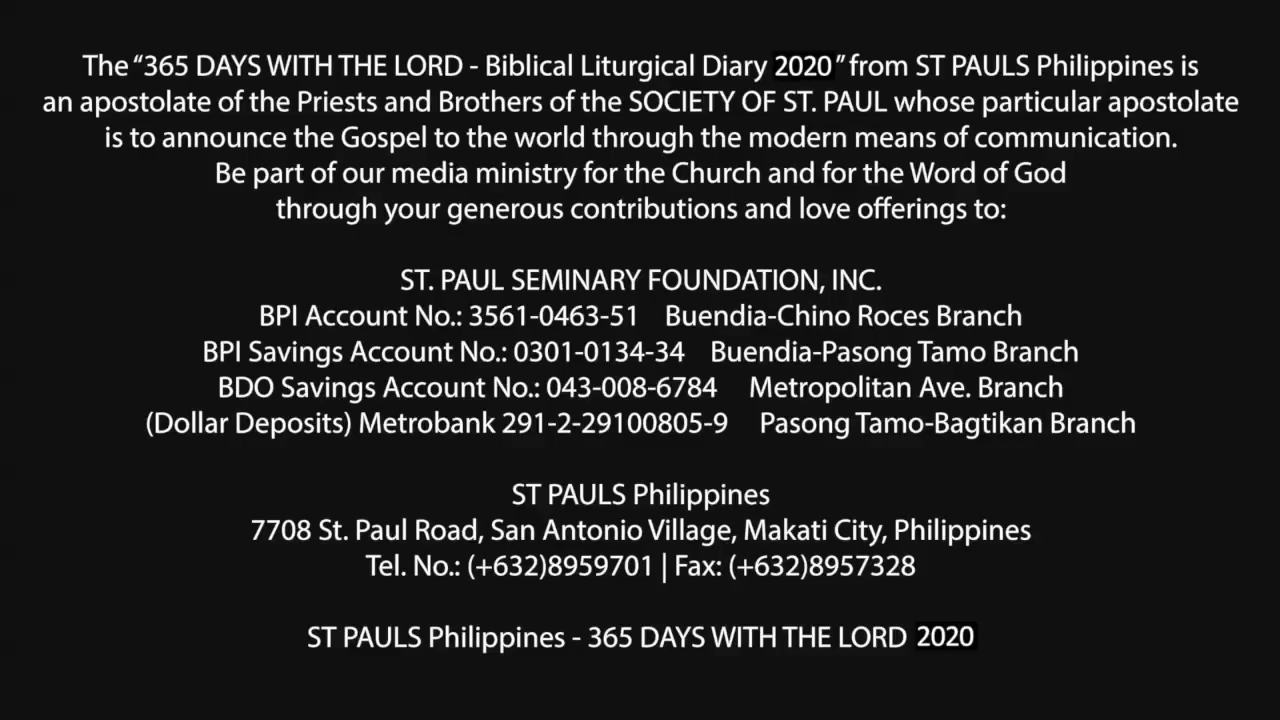 The “365 DAYS WITH THE LORD - Biblical Liturgical Diary 2020” from ST PAULS Philippines is
an apostolate of the Priests and Brothers of the SOCIETY OF ST. PAUL whose particular apostolate
is to announce the Gospel to the world through the modern means of communication.
Be part of our media ministry for the Church and for the Word of God
through your generous contributions and love offerings to:
ST. PAUL SEMINARY FOUNDATION, INC.
BPI Account No.: 3561-0463-51 Buendia-Chino Roces Branch
BPI Savings Account No.: 0301-0134-34 Buendia-Pasong Tamo Branch
BDO Savings Account No.: 043-008-6784 Metropolitan Ave. Branch
(Dollar Deposits) Metrobank 291-2-29100805-9 Pasong Tamo-Bagtikan Branch
ST PAULS Philippines
7708 St. Paul Road, San Antonio Village, Makati City, Philippines
Tel. No.: (+632)8959701 | Fax: (+632)8957328
ST PAULS Philippines - 365 DAYS WITH THE LORD 2020